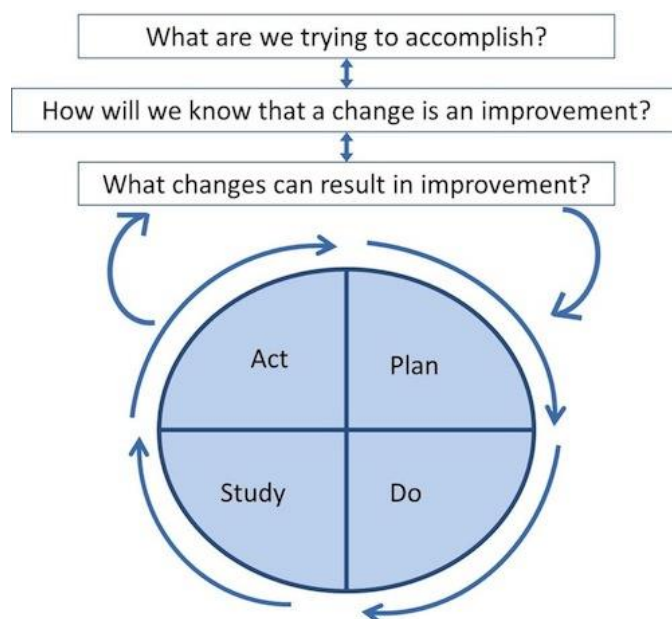 What are we trying to accomplish?
How will we know that a change is an improvement?
What changes can result in improvement?
Act
Plan
Study
Do